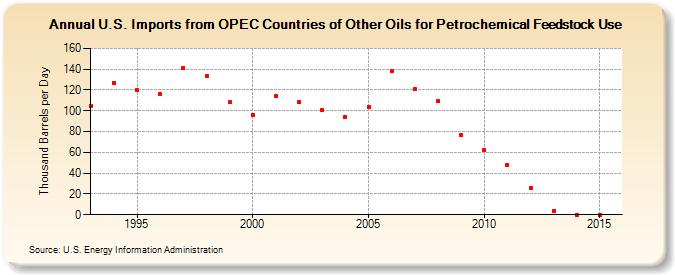 Annual U.S. Imports from OPEC Countries of Other Oils for Petrochemical Feedstock Use
Thousand Barrels per Day
160
140
120
100
80
60
40
20
0
1995 2000 2005 2010 2015
Source: U.S. Energy Information Administration